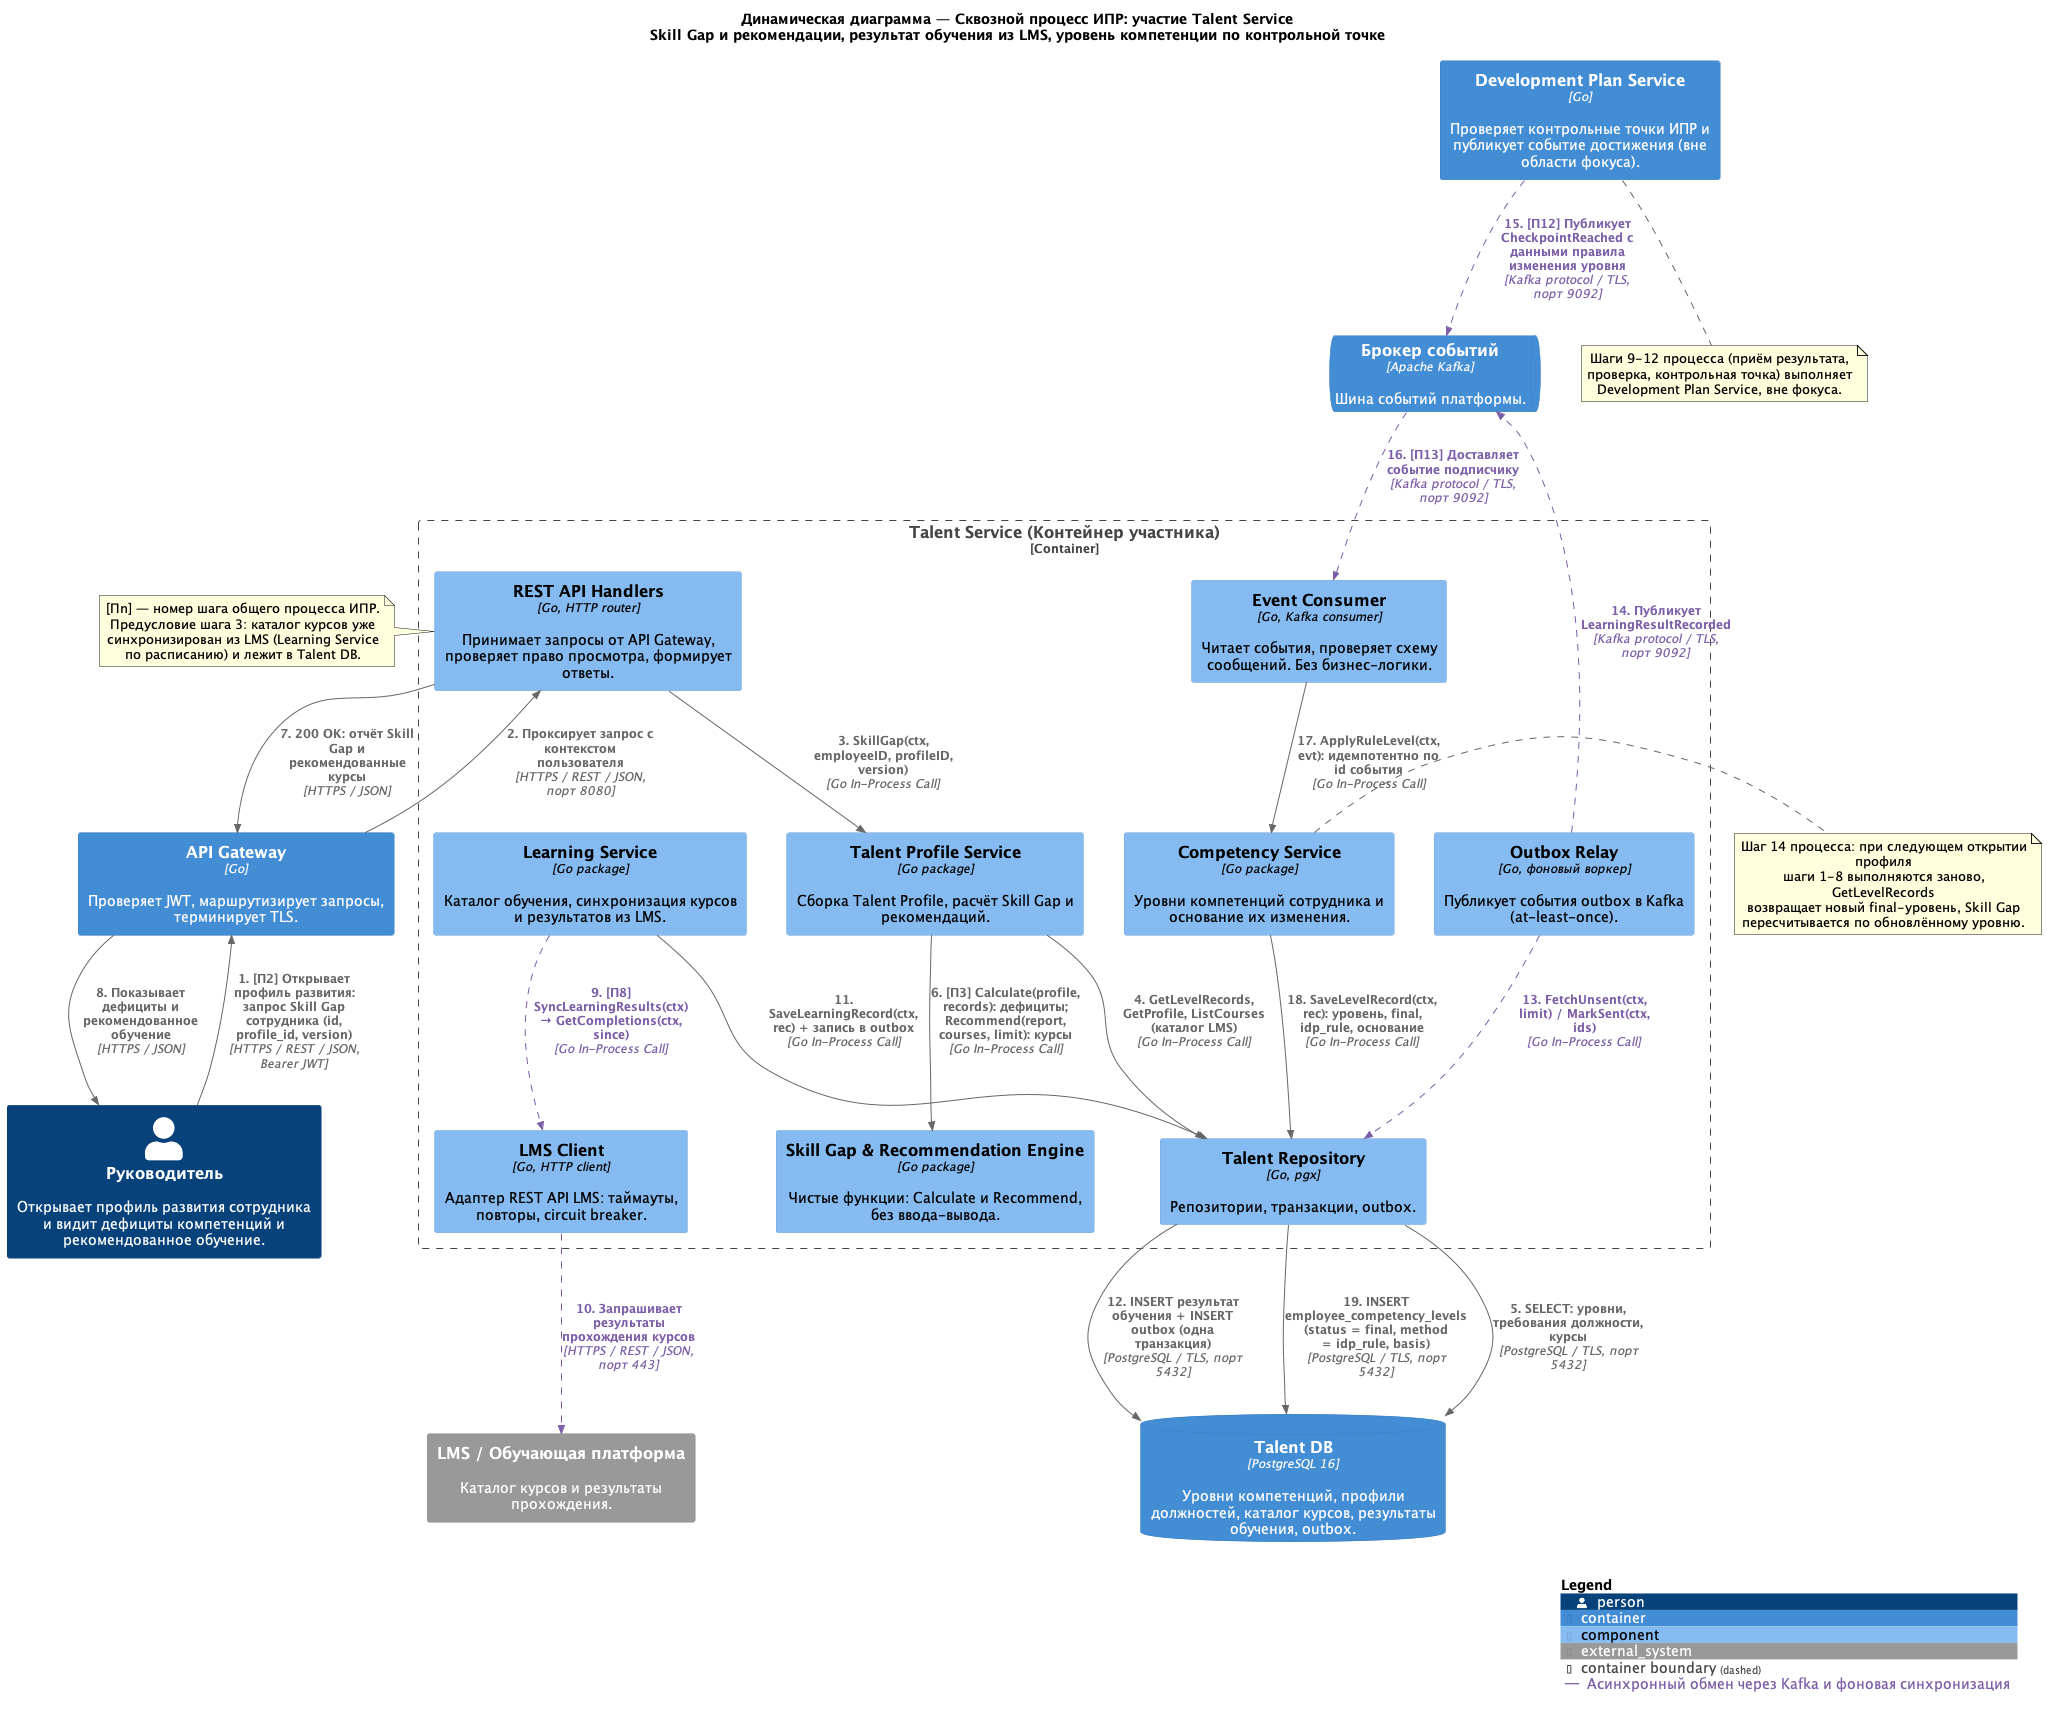 Динамическая диаграмма — Сквозной процесс ИПР: участие Talent Service
Skill Gap и рекомендации, результат обучения из LMS, уровень компетенции по контрольной точке
Development Plan Service
[Go]
Проверяет контрольные точки ИПР и
публикует событие достижения (вне
области фокуса).
15. [П12] Публикует
CheckpointReached с
данными правила
изменения уровня
[Kafka protocol / TLS,
порт 9092]
Брокер событий
[Apache Kafka]
Шина событий платформы.
Шаги 9-12 процесса (приём результата,
проверка, контрольная точка) выполняет
Development Plan Service, вне фокуса.
16. [П13] Доставляет
событие подписчику
[Kafka protocol / TLS,
порт 9092]
Talent Service (Контейнер участника)
[Container]
REST API Handlers
[Go, HTTP router]
Принимает запросы от API Gateway,
проверяет право просмотра, формирует
ответы.
Event Consumer
[Go, Kafka consumer]
Читает события, проверяет схему
сообщений. Без бизнес-логики.
14. Публикует
LearningResultRecorded
[Kafka protocol / TLS,
порт 9092]
[Пn] — номер шага общего процесса ИПР.
Предусловие шага 3: каталог курсов уже
синхронизирован из LMS (Learning Service
по расписанию) и лежит в Talent DB.
7. 200 OK: отчёт Skill
Gap и
рекомендованные
курсы
[HTTPS / JSON]
2. Проксирует запрос с
контекстом
пользователя
[HTTPS / REST / JSON,
порт 8080]
3. SkillGap(ctx,
employeeID, profileID,
version)
[Go In-Process Call]
17. ApplyRuleLevel(ctx,
evt): идемпотентно по
id события
[Go In-Process Call]
API Gateway
[Go]
Проверяет JWT, маршрутизирует запросы,
терминирует TLS.
Learning Service
[Go package]
Каталог обучения, синхронизация курсов
и результатов из LMS.
Talent Profile Service
[Go package]
Сборка Talent Profile, расчёт Skill Gap и
рекомендаций.
Competency Service
[Go package]
Уровни компетенций сотрудника и
основание их изменения.
Outbox Relay
[Go, фоновый воркер]
Публикует события outbox в Kafka
(at-least-once).
Шаг 14 процесса: при следующем открытии
профиля
шаги 1-8 выполняются заново,
GetLevelRecords
возвращает новый final-уровень, Skill Gap
пересчитывается по обновлённому уровню.
8. Показывает
дефициты и
рекомендованное
обучение
[HTTPS / JSON]
1. [П2] Открывает
профиль развития:
запрос Skill Gap
сотрудника (id,
profile_id, version)
[HTTPS / REST / JSON,
Bearer JWT]
9. [П8]
SyncLearningResults(ctx)
→ GetCompletions(ctx,
since)
[Go In-Process Call]
11.
SaveLearningRecord(ctx,
rec) + запись в outbox
[Go In-Process Call]
6. [П3] Calculate(profile,
records): дефициты;
Recommend(report,
courses, limit): курсы
[Go In-Process Call]
4. GetLevelRecords,
GetProfile, ListCourses
(каталог LMS)
[Go In-Process Call]
18. SaveLevelRecord(ctx,
rec): уровень, final,
idp_rule, основание
[Go In-Process Call]
13. FetchUnsent(ctx,
limit) / MarkSent(ctx,
ids)
[Go In-Process Call]
Руководитель
Открывает профиль развития сотрудника
и видит дефициты компетенций и
рекомендованное обучение.
LMS Client
[Go, HTTP client]
Адаптер REST API LMS: таймауты,
повторы, circuit breaker.
Skill Gap & Recommendation Engine
[Go package]
Чистые функции: Calculate и Recommend,
без ввода-вывода.
Talent Repository
[Go, pgx]
Репозитории, транзакции, outbox.
10. Запрашивает
результаты
прохождения курсов
[HTTPS / REST / JSON,
порт 443]
12. INSERT результат
обучения + INSERT
outbox (одна
транзакция)
[PostgreSQL / TLS, порт
5432]
19. INSERT
employee_competency_levels
(status = final, method
= idp_rule, basis)
[PostgreSQL / TLS, порт
5432]
5. SELECT: уровни,
требования должности,
курсы
[PostgreSQL / TLS, порт
5432]
LMS / Обучающая платформа
Каталог курсов и результаты
прохождения.
Talent DB
[PostgreSQL 16]
Уровни компетенций, профили
должностей, каталог курсов, результаты
обучения, outbox.
Legend
person
container
component
external_system
container boundary (dashed)
Асинхронный обмен через Kafka и фоновая синхронизация